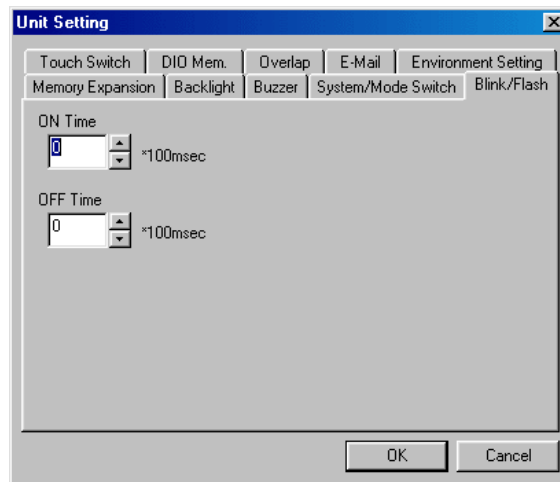 Unit Setting
Touch Switch DIO Mem. Overlap E-Mail Environment Setting
Memory Expansion Backlight Buzzer System/Mode Switch Blink/Flash
ON Time
0 *100msec
OFF Time
0 *100msec
OK Cancel